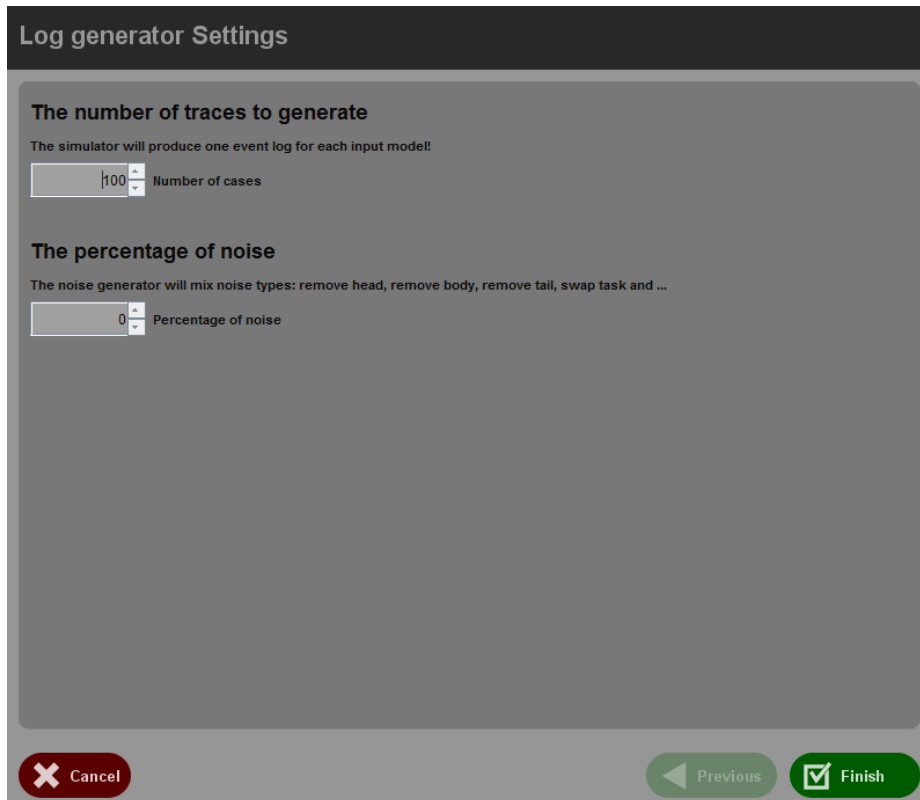 Log generator Settings
The number of traces to generate
The simulator will produce one event log for each input model!
100 Number of cases
The percentage of noise
The noise generator will mix noise types: remove head, remove body, remove tail, swap task and ...
0 Percentage of noise
Cancel Previous Finish